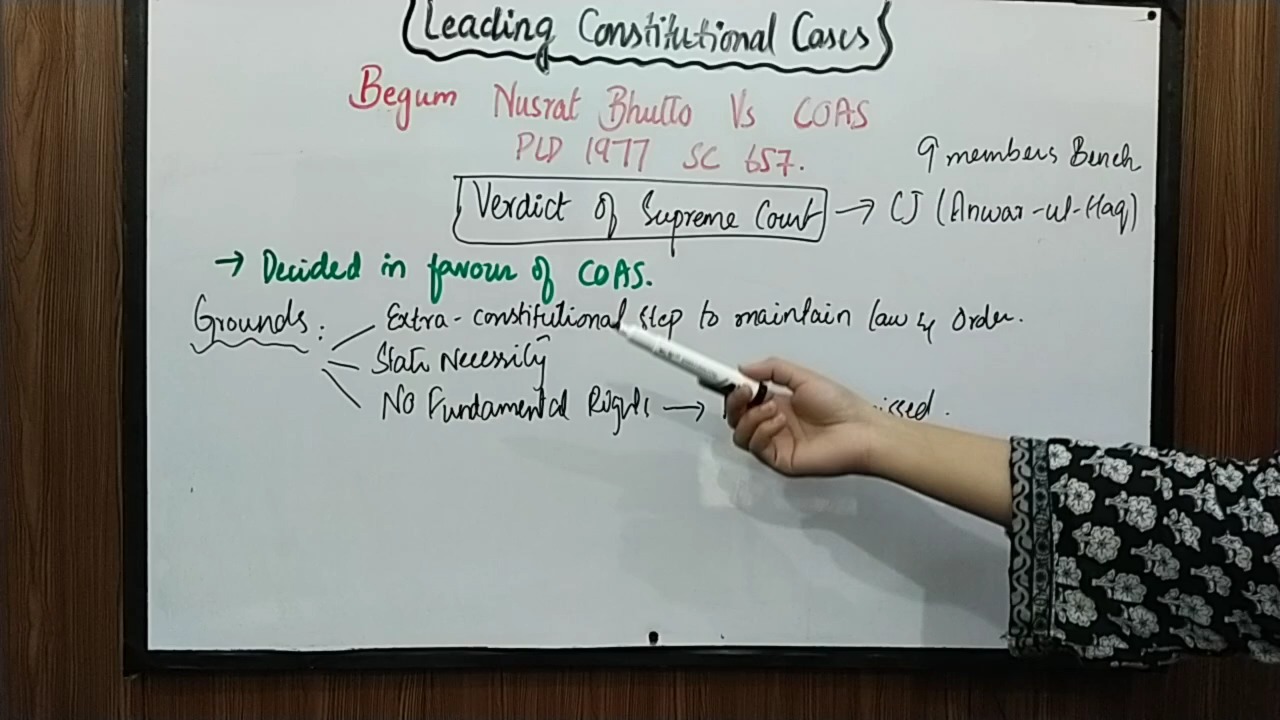 Leading Constitutional Cases
Begum Nusrat Bhutto Vs COAS
PLD 1977 SC 657.
9 members Bench
Verdict of Supreme Court → CJ (Anwar-ul-Haq)
→ Decided in favour of COAS.
Grounds:
Extra-constitutional step to maintain law & order.
State Necessity
No Fundamental Rights →